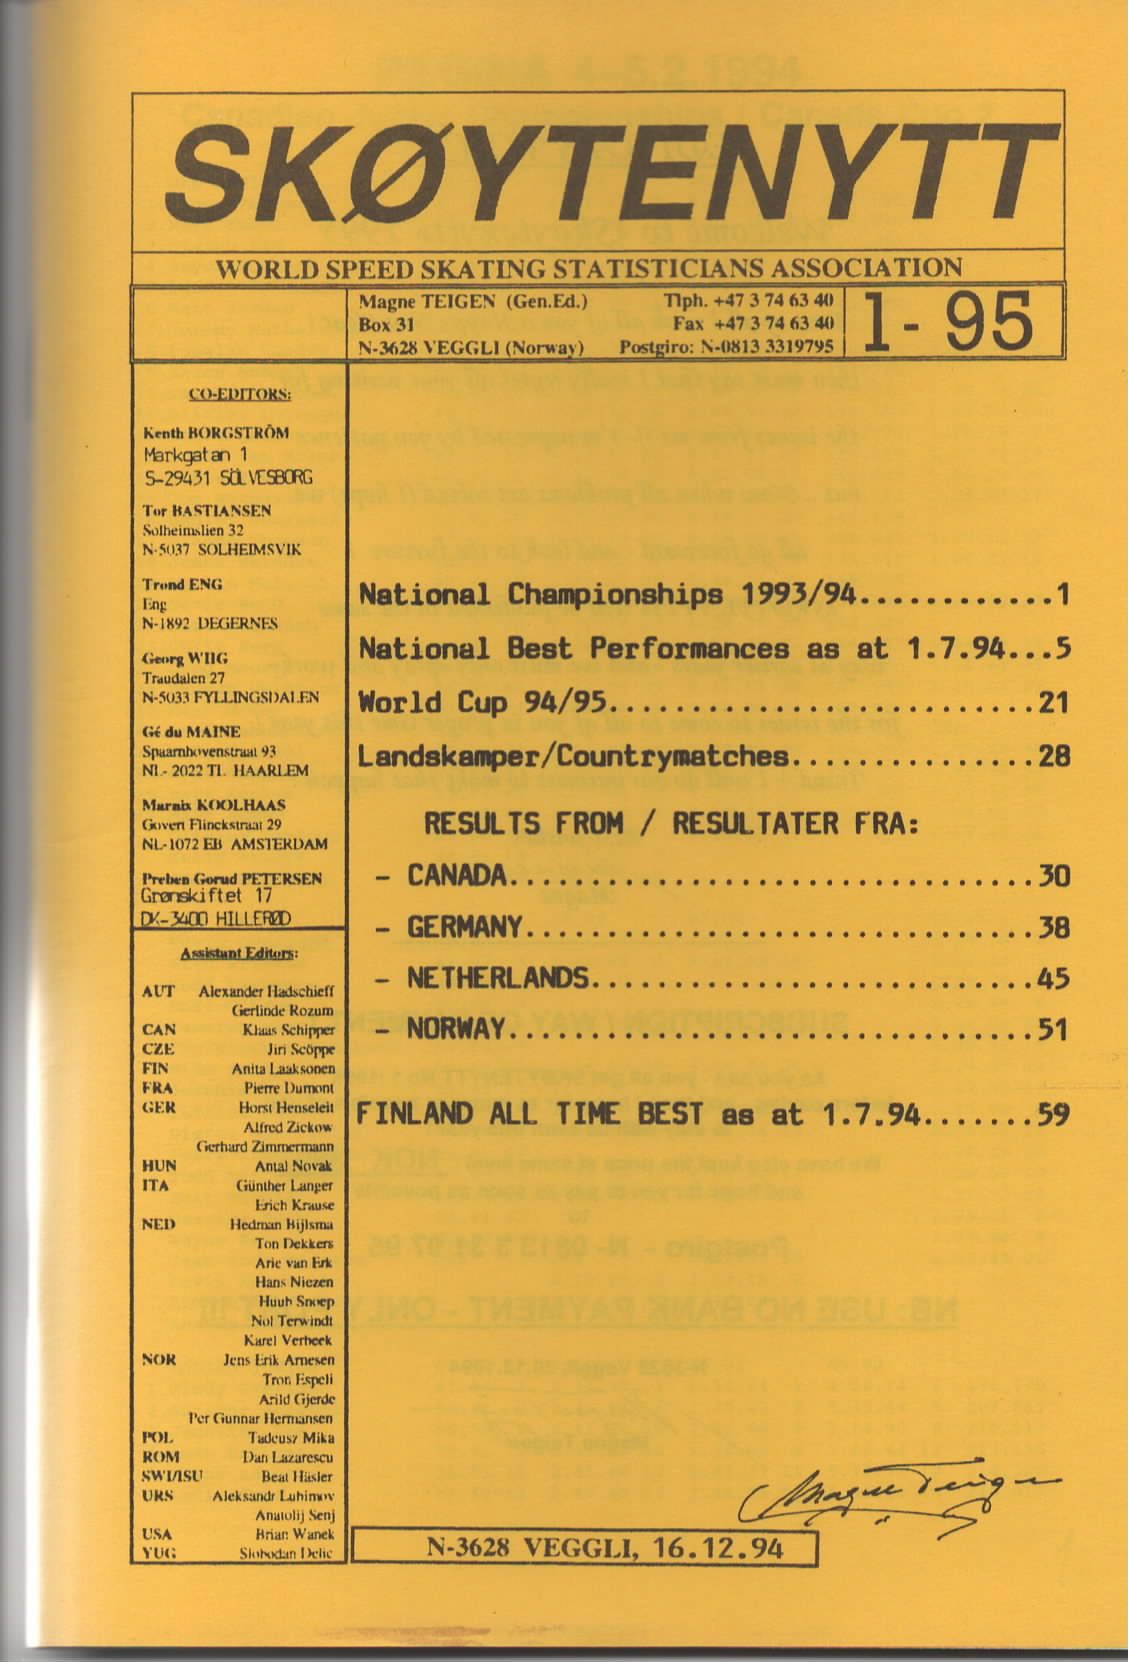 SKØYTENYTT
WORLD SPEED SKATING STATISTICIANS ASSOCIATION
Magne TEIGEN (Gen.Ed.) Tlph. +47 3 74 63 40
Box 31 Fax +47 3 74 63 40
N-3628 VEGGLI (Norway) Postgiro: N-0813 3319795
1- 95
CO-EDITORS:
Kenth BORGSTRÖM
Markgatan 1
S-29431 SÖLVESBORG
Tor BASTIANSEN
Solheimslien 32
N-5037 SOLHEIMSVIK
Trond ENG
Eng
N-1892 DEGERNES
Georg WIIG
Traudalen 27
N-5033 FYLLINGSDALEN
Gé du MAINE
Spaarnhovenstraat 93
NL- 2022 TL HAARLEM
Marnix KOOLHAAS
Govert Flinckstraat 29
NL-1072 EB AMSTERDAM
Preben Gorud PETERSEN
Grønskiftet 17
DK-3400 HILLERØD
Assistant Editors:
AUT Alexander Hadschieff
Gerlinde Rozum
CAN Klaas Schipper
CZE Jiri Scöppe
FIN Anita Laaksonen
FRA Pierre Dumont
GER Horst Henseleit
Alfred Zickow
Gerhard Zimmermann
HUN Antal Novak
ITA Günther Langer
Erich Krause
NED Hedman Bijlsma
Ton Dekkers
Arie van Erk
Hans Niezen
Huub Snoep
Nol Terwindt
Karel Verbeek
NOR Jens Erik Arnesen
Tron Espeli
Arild Gjerde
Per Gunnar Hermansen
POL Tadeusz Mika
ROM Dan Lazarescu
SWI/ISU Beat Häsler
URS Aleksandr Lubimov
Anatolij Senj
USA Brian Wanek
YUG Slobodan Delic
National Championships 1993/94............1
National Best Performances as at 1.7.94...5
World Cup 94/95..........................21
Landskamper/Countrymatches...............28
RESULTS FROM / RESULTATER FRA:
- CANADA................................30
- GERMANY...............................38
- NETHERLANDS...........................45
- NORWAY................................51
FINLAND ALL TIME BEST as at 1.7.94.......59
Magne Teigen
N-3628 VEGGLI, 16.12.94